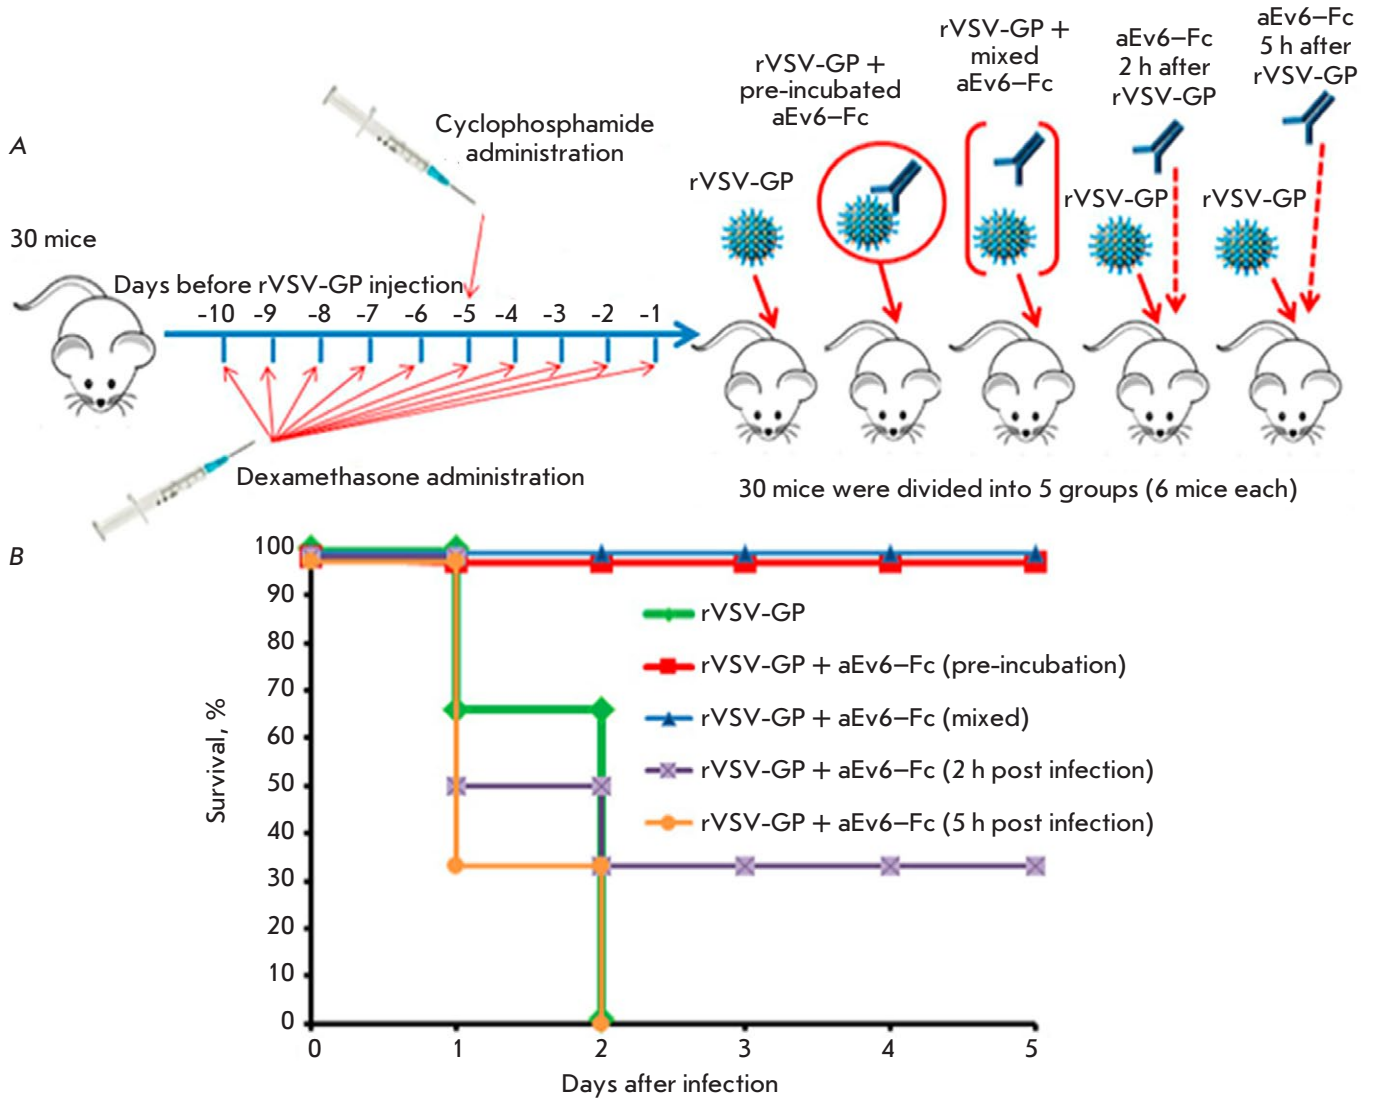 A
30 mice
Cyclophosphamide
administration
Days before rVSV-GP injection
-10 -9 -8 -7 -6 -5 -4 -3 -2 -1
Dexamethasone administration
rVSV-GP
rVSV-GP +
pre-incubated
aEv6–Fc
rVSV-GP +
mixed
aEv6–Fc
aEv6–Fc
2 h after
rVSV-GP
rVSV-GP
aEv6–Fc
5 h after
rVSV-GP
rVSV-GP
30 mice were divided into 5 groups (6 mice each)
B
Survival, %
100
90
80
70
60
50
40
30
20
10
0
0 1 2 3 4 5
Days after infection
rVSV-GP
rVSV-GP + aEv6–Fc (pre-incubation)
rVSV-GP + aEv6–Fc (mixed)
rVSV-GP + aEv6–Fc (2 h post infection)
rVSV-GP + aEv6–Fc (5 h post infection)